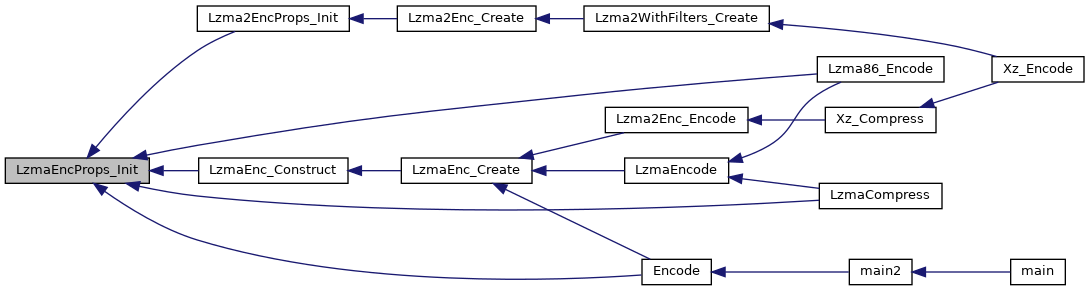 Lzma2EncProps_Init
Lzma2Enc_Create
Lzma2WithFilters_Create
Lzma86_Encode
Xz_Encode
Lzma2Enc_Encode
Xz_Compress
LzmaEncProps_Init
LzmaEnc_Construct
LzmaEnc_Create
LzmaEncode
LzmaCompress
Encode
main2
main